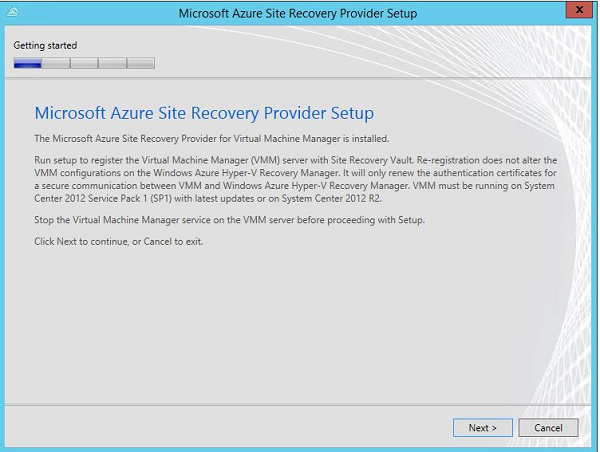 Microsoft Azure Site Recovery Provider Setup
x
Getting started
Microsoft Azure Site Recovery Provider Setup
The Microsoft Azure Site Recovery Provider for Virtual Machine Manager is installed.
Run setup to register the Virtual Machine Manager (VMM) server with Site Recovery Vault. Re-registration does not alter the
VMM configurations on the Windows Azure Hyper-V Recovery Manager. It will only renew the authentication certificates for
a secure communication between VMM and Windows Azure Hyper-V Recovery Manager. VMM must be running on System
Center 2012 Service Pack 1 (SP1) with latest updates or on System Center 2012 R2.
Stop the Virtual Machine Manager service on the VMM server before proceeding with Setup.
Click Next to continue, or Cancel to exit.
Next >
Cancel